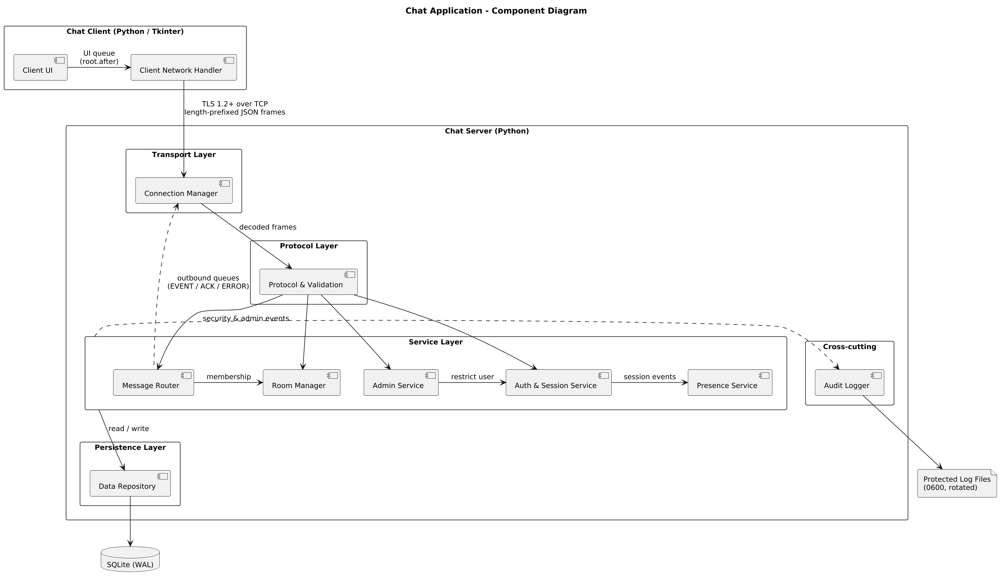 Chat Application - Component Diagram
Chat Client (Python / Tkinter)
UI queue
(root.after)
Client UI
Client Network Handler
TLS 1.2+ over TCP
length-prefixed JSON frames
Chat Server (Python)
Transport Layer
Connection Manager
decoded frames
Protocol Layer
Protocol & Validation
outbound queues
(EVENT / ACK / ERROR)
security & admin events
Service Layer
Cross-cutting
Message Router
membership
Room Manager
Admin Service
restrict user
Auth & Session Service
session events
Presence Service
Audit Logger
read / write
Persistence Layer
Data Repository
Protected Log Files
(0600, rotated)
SQLite (WAL)